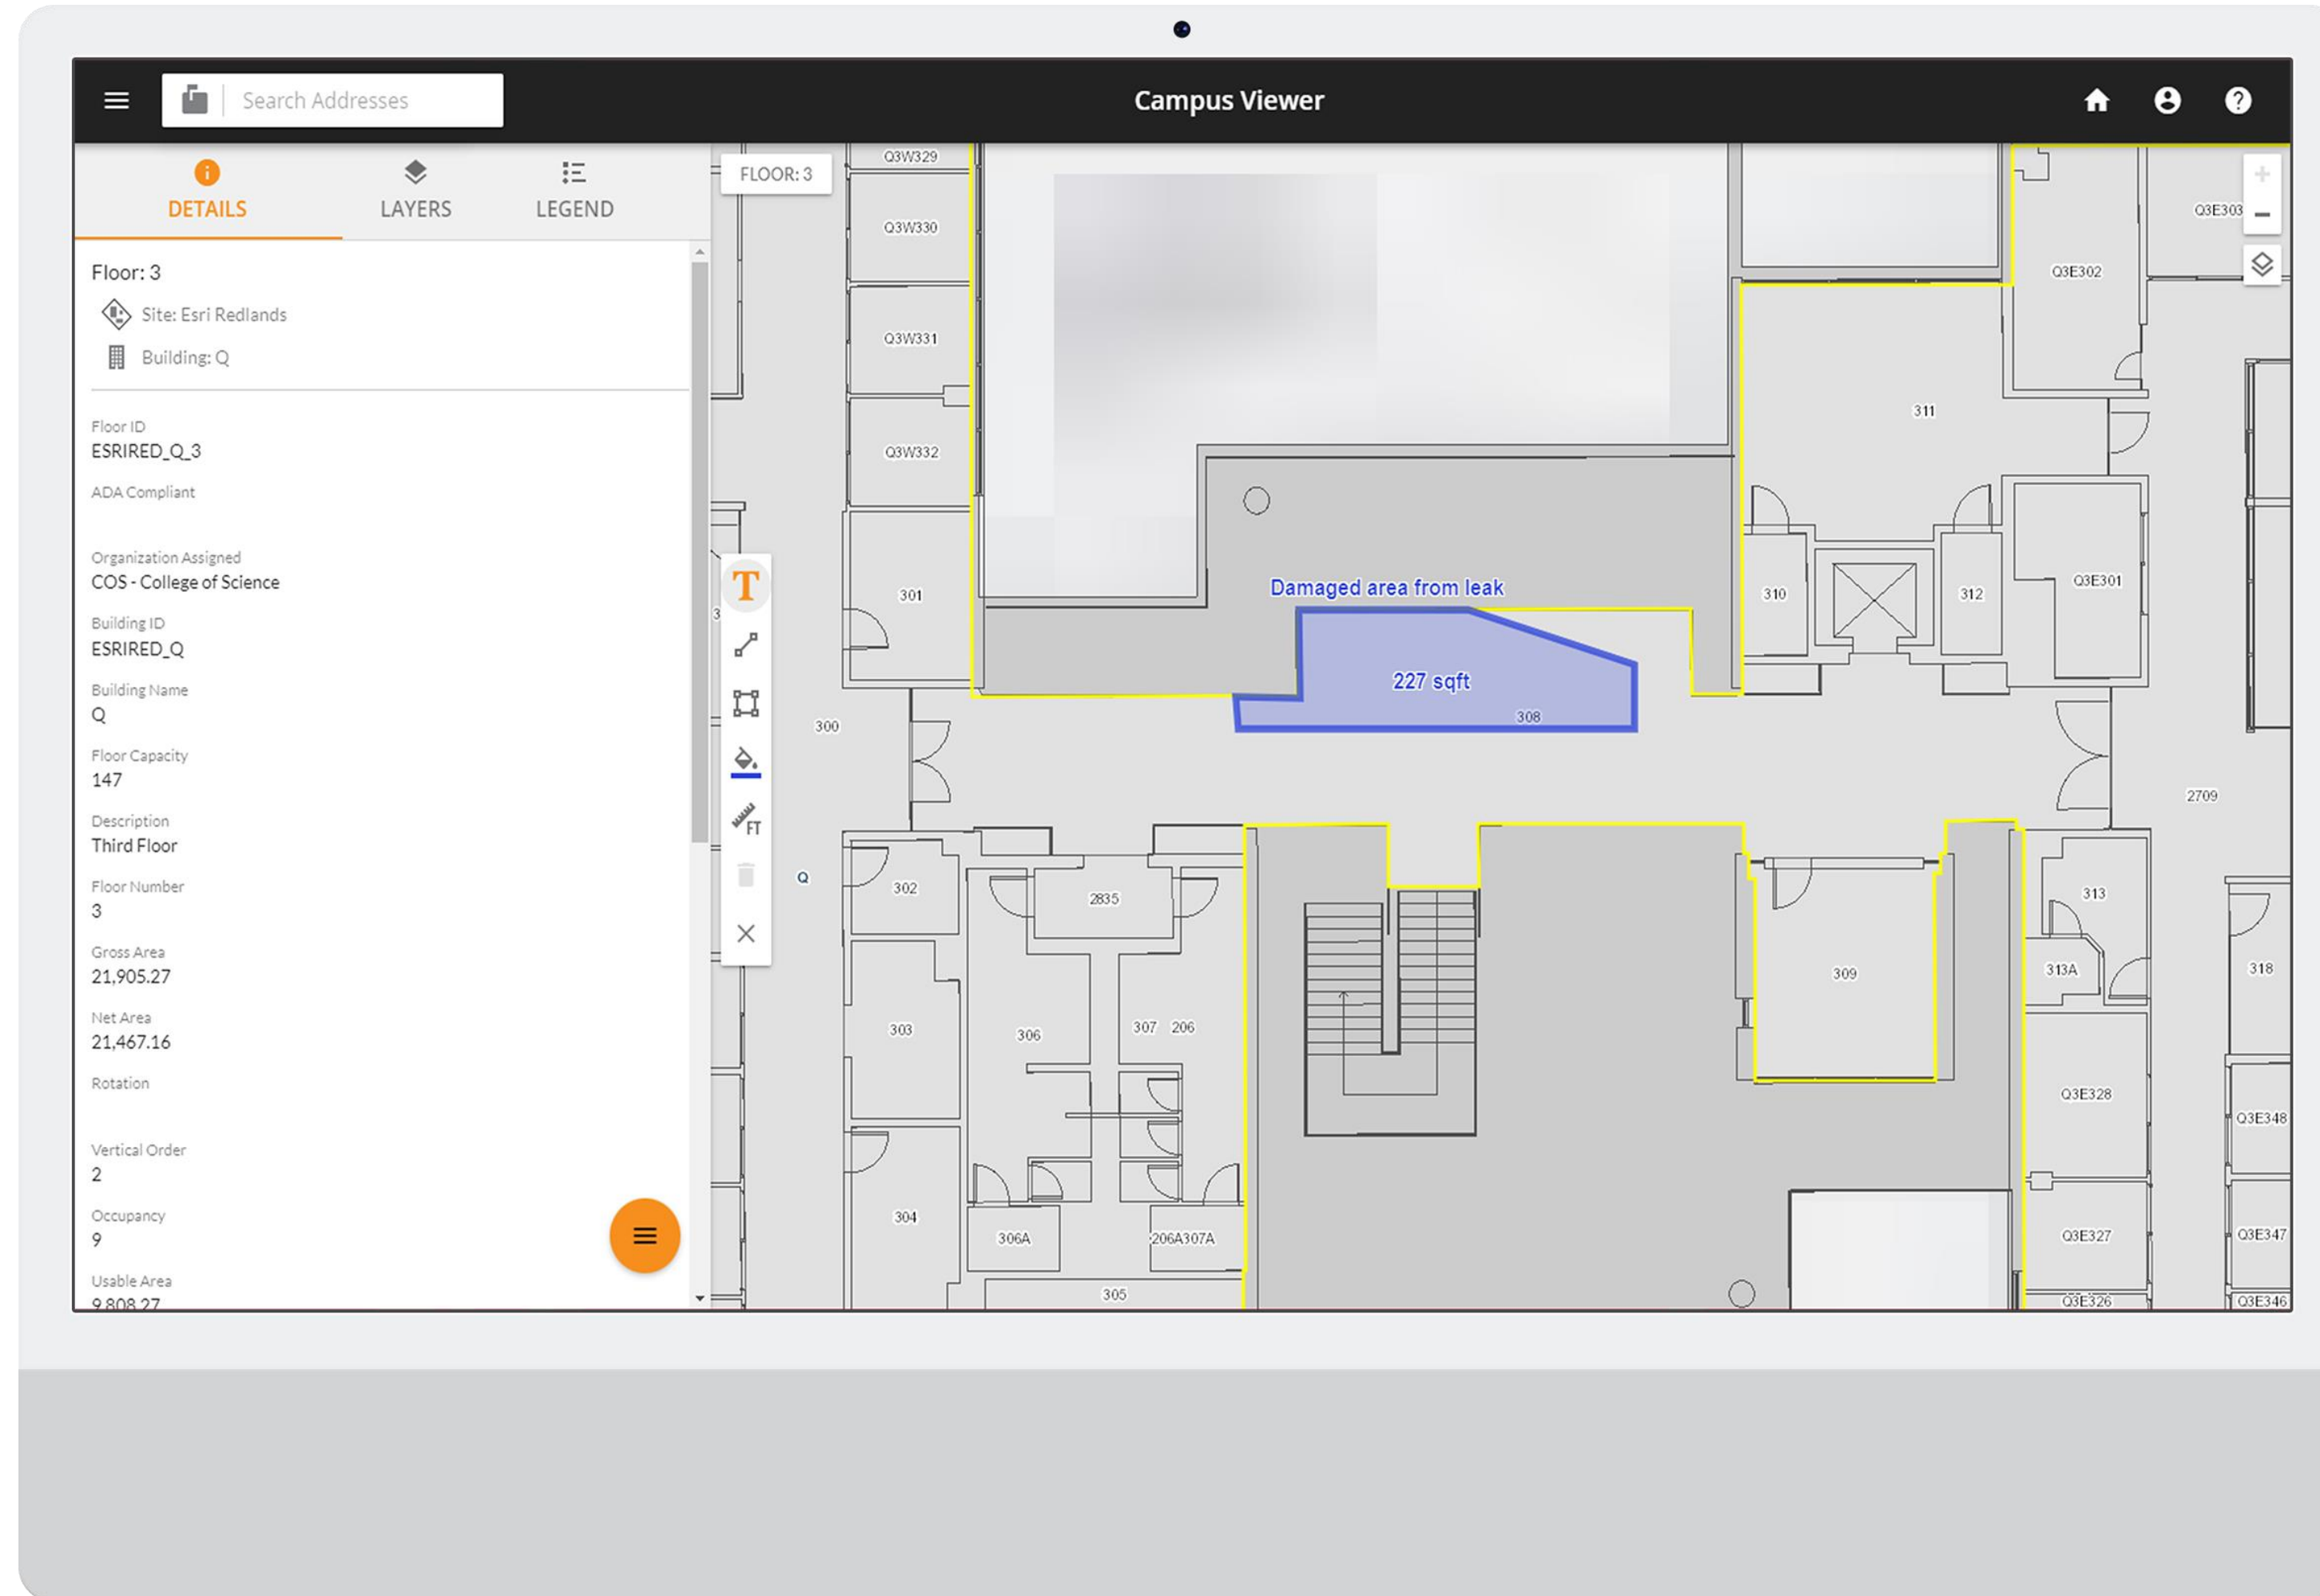 Search Addresses
Campus Viewer
DETAILS
LAYERS
LEGEND
Floor: 3
Site: Esri Redlands
Building: Q
Floor ID
ESRIRED_Q_3
ADA Compliant
Organization Assigned
COS - College of Science
Building ID
ESRIRED_Q
Building Name
Q
Floor Capacity
147
Description
Third Floor
Floor Number
3
Gross Area
21,905.27
Net Area
21,467.16
Rotation
Vertical Order
2
Occupancy
9
Usable Area
9,808.27
FLOOR: 3
T
FT
Q3W329
Q3W330
Q3W331
Q3W332
301
300
Q
302
303
304
2835
306
307 206
306A
206A307A
305
Damaged area from leak
227 sqft
308
Q3E303
Q3E302
311
310
312
Q3E301
2709
309
313
313A
318
Q3E328
Q3E348
Q3E327
Q3E347
Q3E326
Q3E346